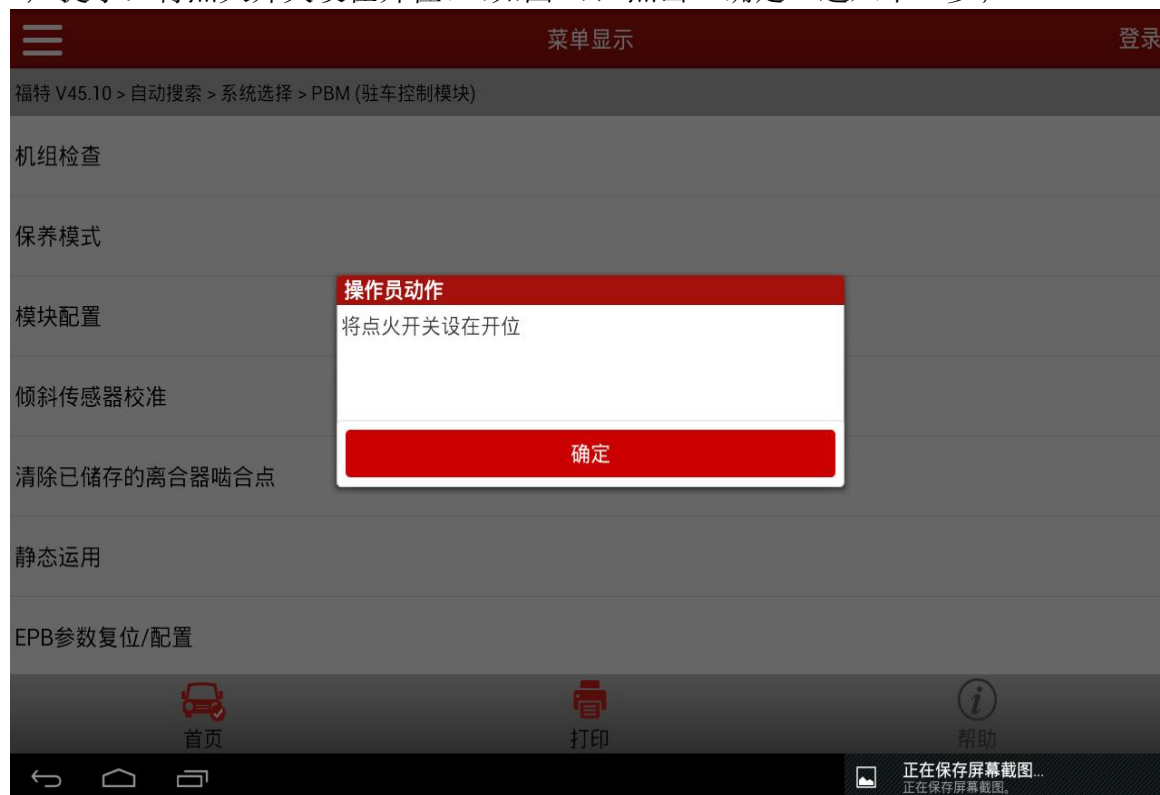 菜单显示
登录
福特 V45.10 > 自动搜索 > 系统选择 > PBM (驻车控制模块)
机组检查
保养模式
操作员动作
模块配置
将点火开关设在开位
倾斜传感器校准
确定
清除已储存的离合器啮合点
静态运用
EPB参数复位/配置
首页
打印
帮助
正在保存屏幕截图...
正在保存屏幕截图。